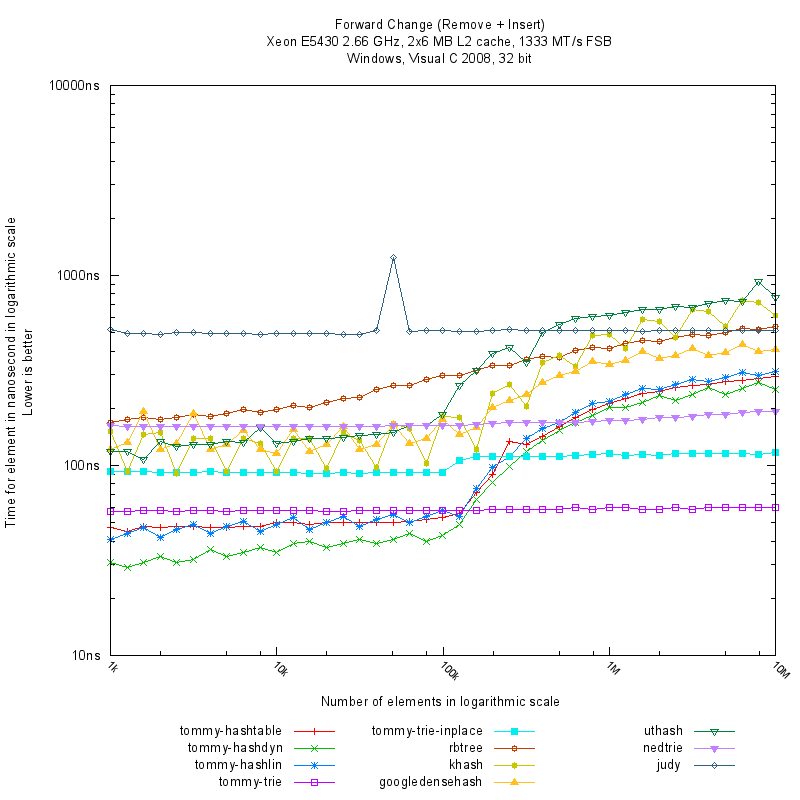 Forward Change (Remove + Insert)
Xeon E5430 2.66 GHz, 2x6 MB L2 cache, 1333 MT/s FSB
Windows, Visual C 2008, 32 bit
10000ns
1000ns
100ns
10ns
Time for element in nanosecond in logarithmic scale
Lower is better
1k
10k
100k
1M
10M
Number of elements in logarithmic scale
tommy-hashtable
tommy-hashdyn
tommy-hashlin
tommy-trie
tommy-trie-inplace
rbtree
khash
googledensehash
uthash
nedtrie
judy